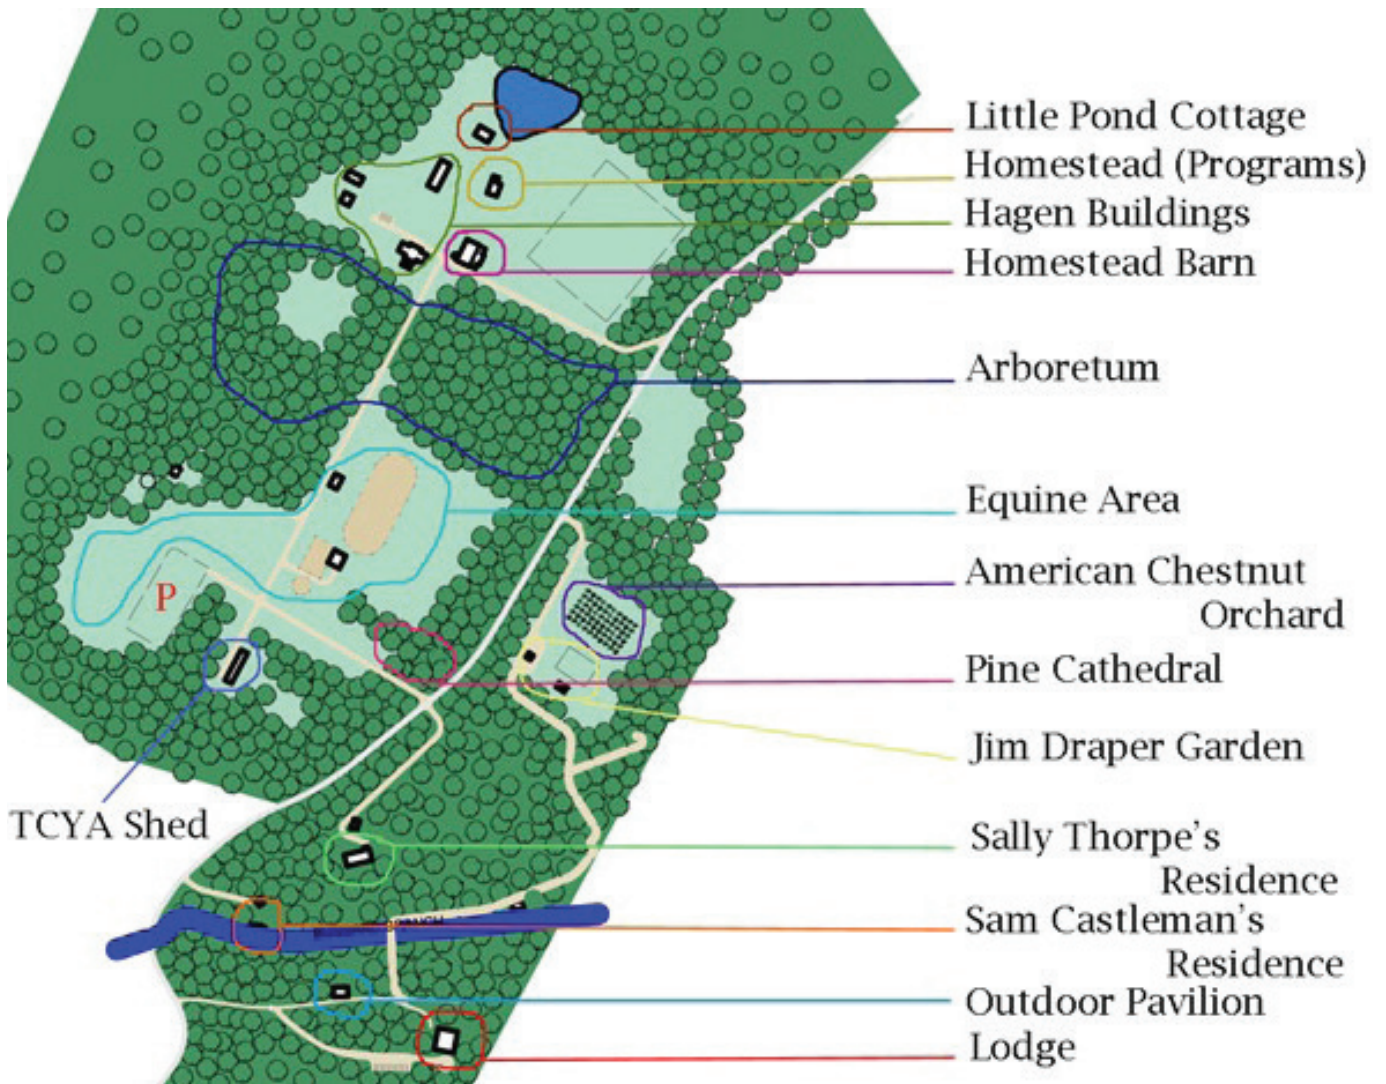 Little Pond Cottage
Homestead (Programs)
Hagen Buildings
Homestead Barn
Arboretum
Equine Area
American Chestnut
Orchard
P
Pine Cathedral
Jim Draper Garden
TCYA Shed
Sally Thorpe's
Residence
Sam Castleman's
Residence
Outdoor Pavilion
Lodge